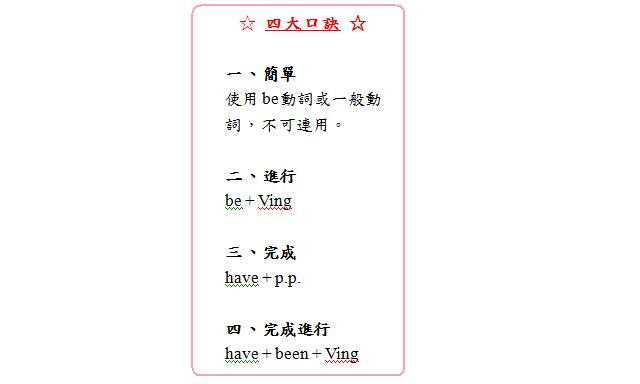 ☆ 四大口訣 ☆
一、簡單
使用be動詞或一般動
詞，不可連用。
二、進行
be + Ving
三、完成
have + p.p.
四、完成進行
have + been + Ving